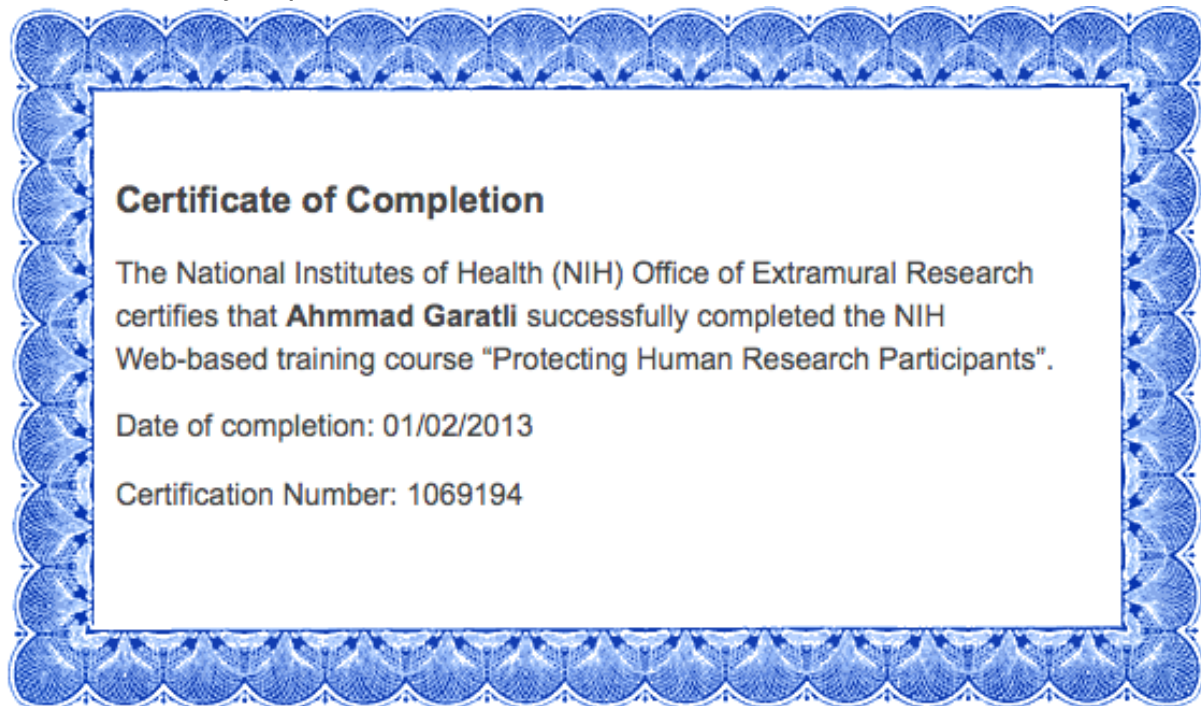 Certificate of Completion
The National Institutes of Health (NIH) Office of Extramural Research
certifies that Ahmmad Garatli successfully completed the NIH
Web-based training course “Protecting Human Research Participants”.
Date of completion: 01/02/2013
Certification Number: 1069194